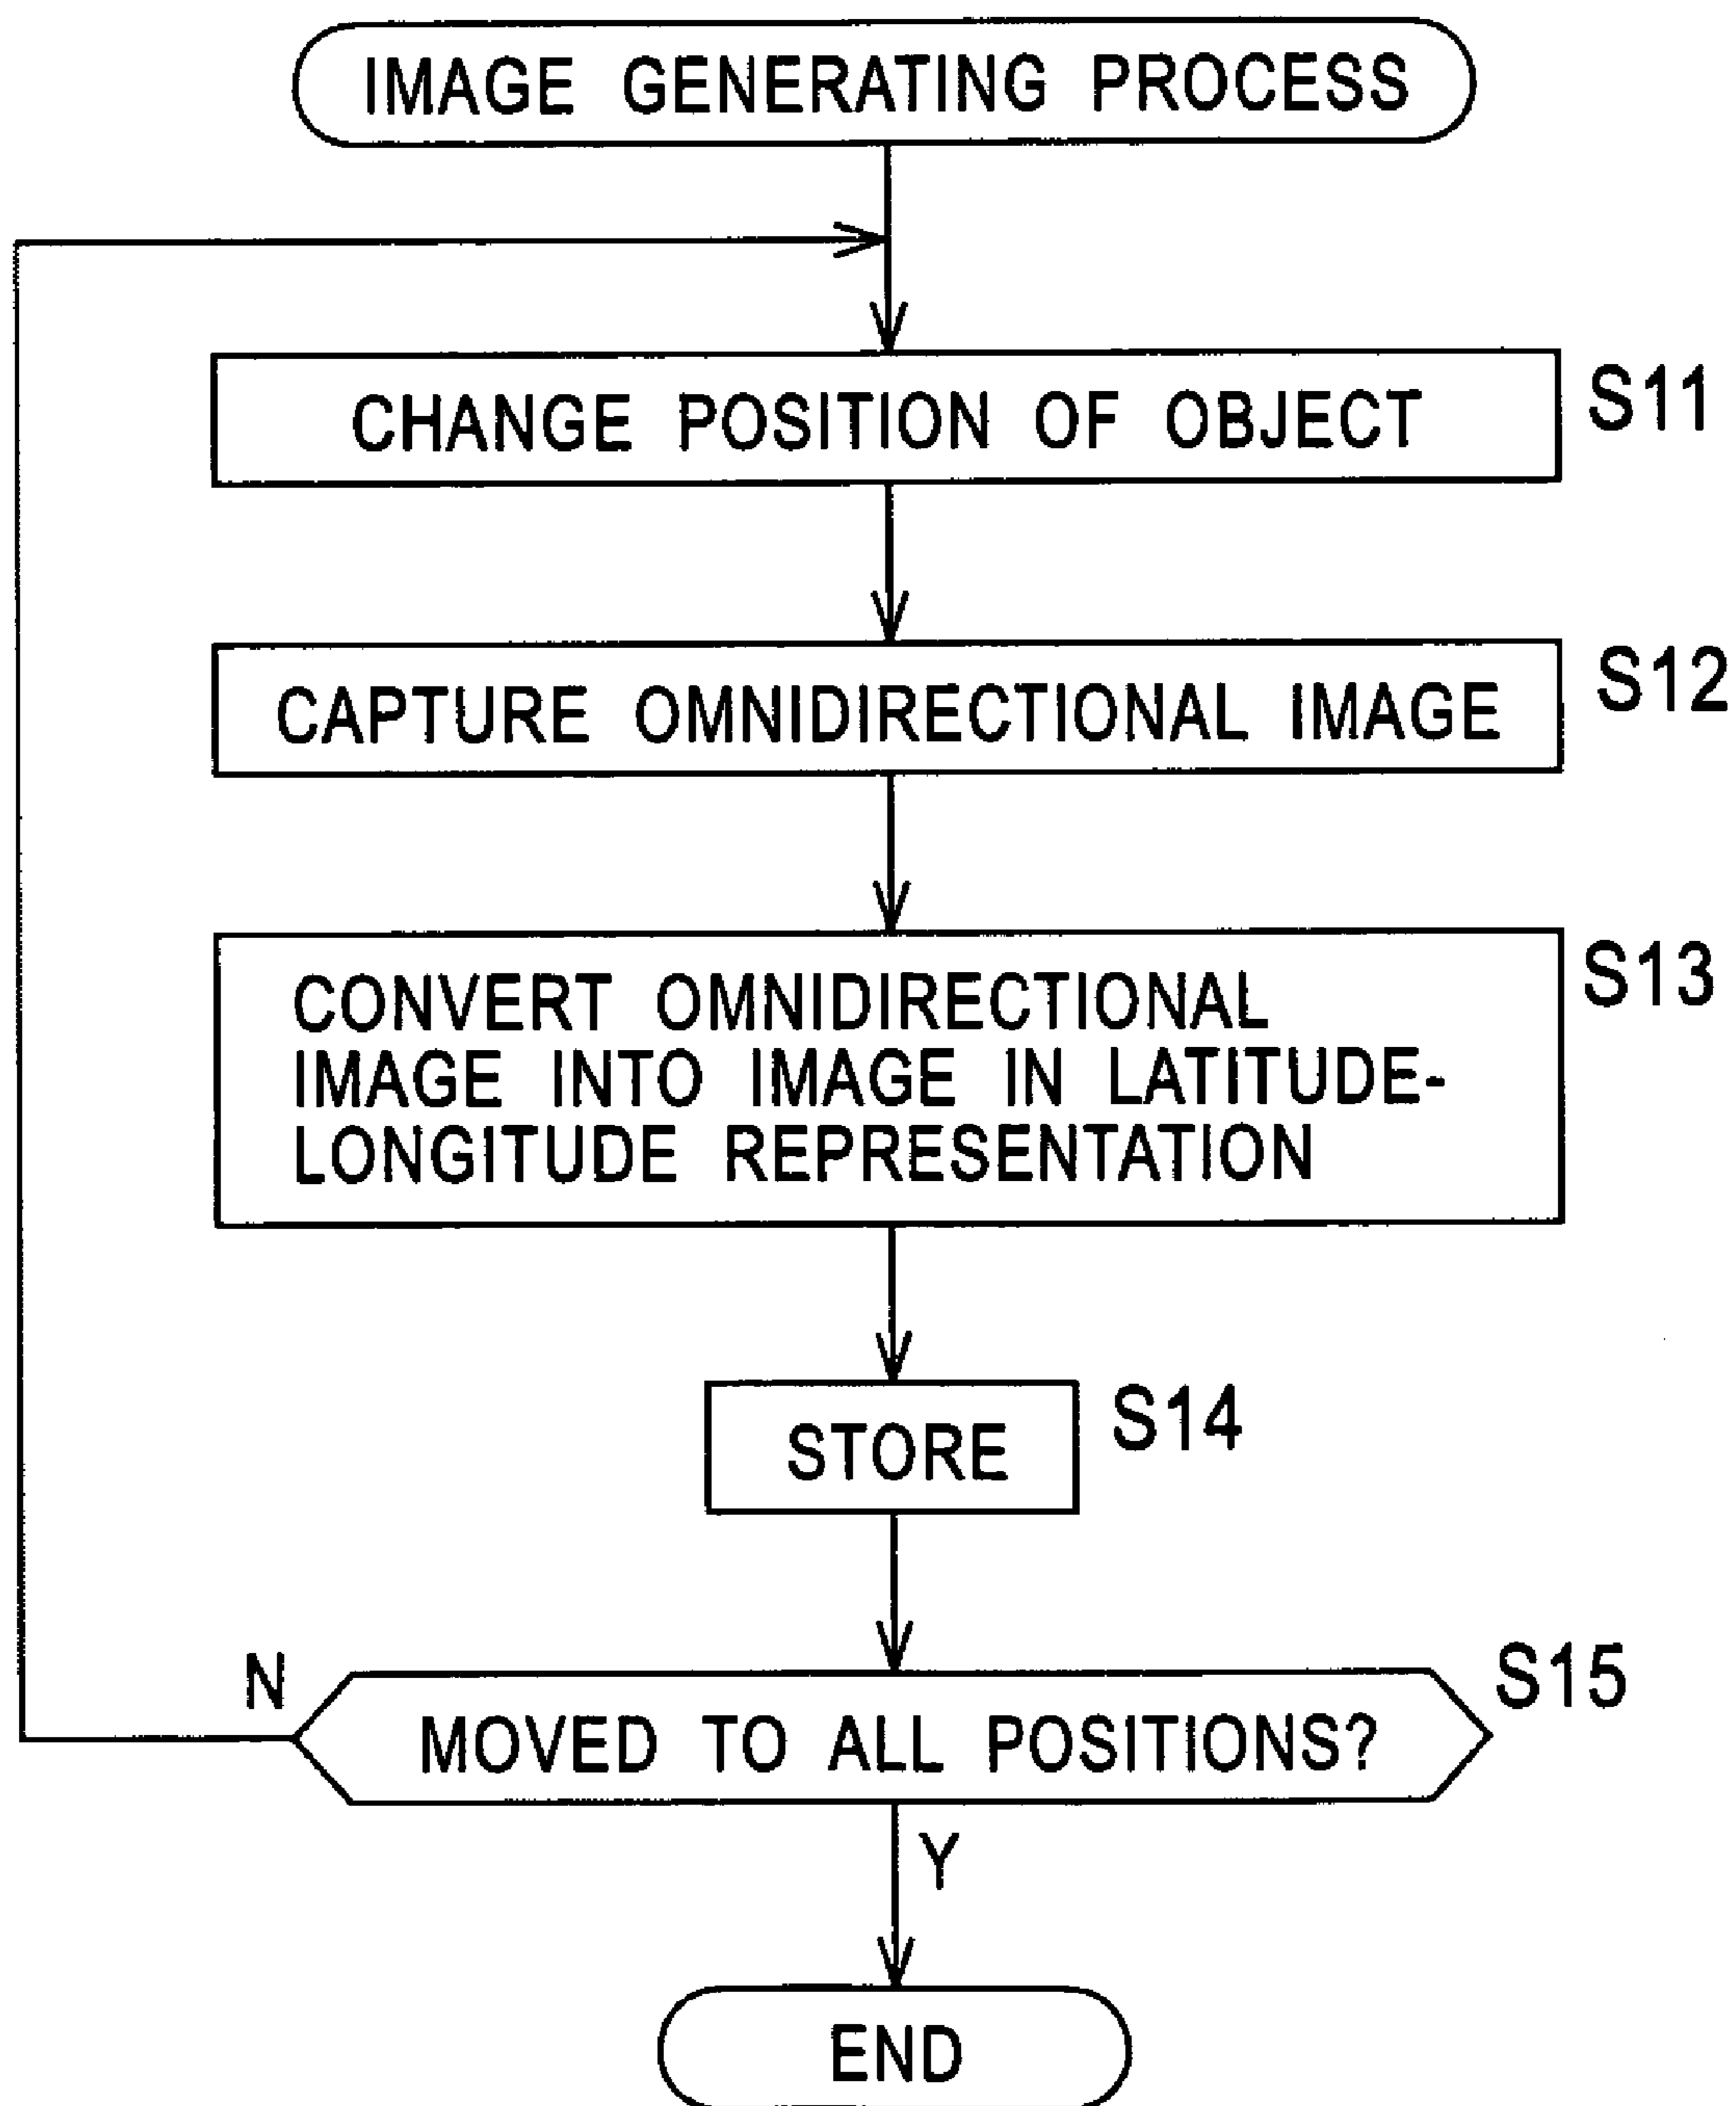 IMAGE GENERATING PROCESS
CHANGE POSITION OF OBJECT
S11
CAPTURE OMNIDIRECTIONAL IMAGE
S12
CONVERT OMNIDIRECTIONAL
IMAGE INTO IMAGE IN LATITUDE-
LONGITUDE REPRESENTATION
S13
STORE
S14
N
MOVED TO ALL POSITIONS?
S15
Y
END